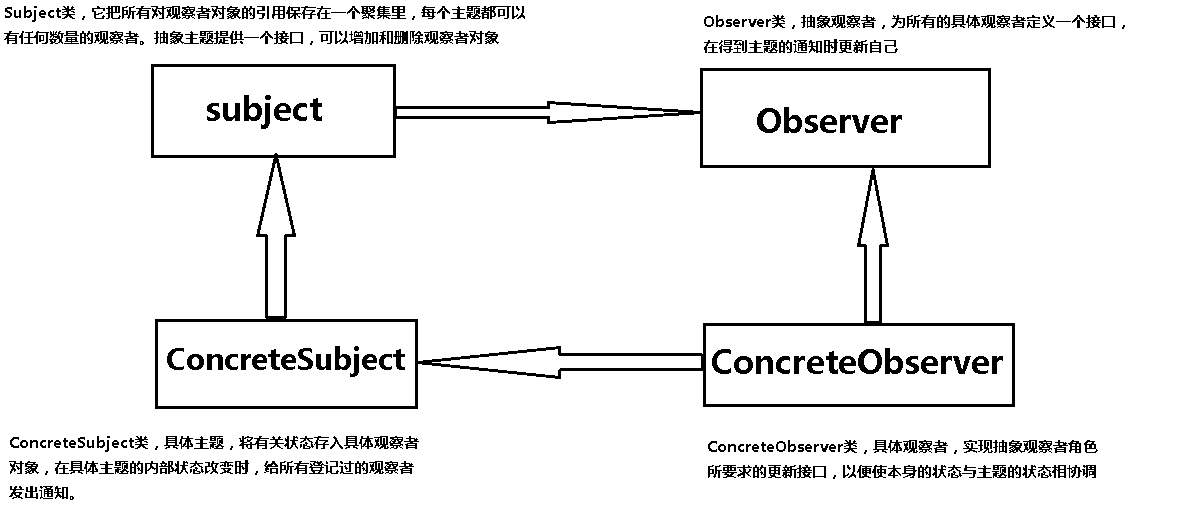 Subject类，它把所有对观察者对象的引用保存在一个聚集里，每个主题都可以
有任何数量的观察者。抽象主题提供一个接口，可以增加和删除观察者对象
Observer类，抽象观察者，为所有的具体观察者定义一个接口，
在得到主题的通知时更新自己
subject
Observer
ConcreteSubject
ConcreteObserver
ConcreteSubject类，具体主题，将有关状态存入具体观察者
对象，在具体主题的内部状态改变时，给所有登记过的观察者
发出通知。
ConcreteObserver类，具体观察者，实现抽象观察者角色
所要求的更新接口，以便使本身的状态与主题的状态相协调